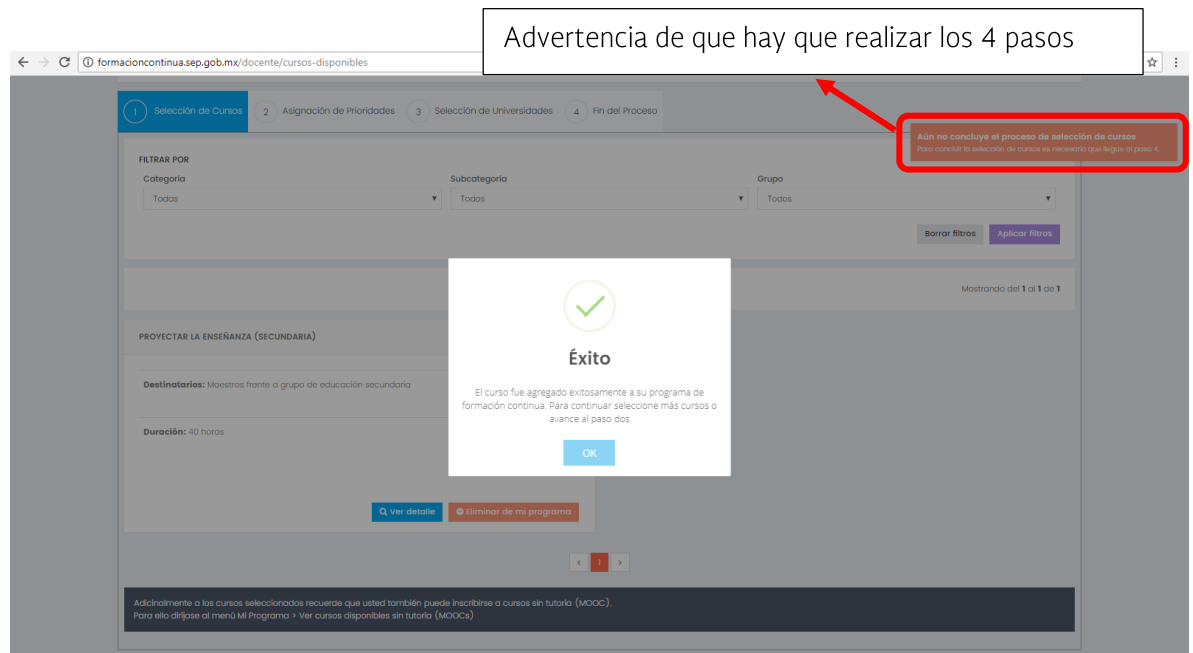 Advertencia de que hay que realizar los 4 pasos
formacioncontinua.sep.gob.mx/docente/cursos-disponibles
1 Selección de Cursos 2 Asignación de Prioridades 3 Selección de Universidades 4 Fin del Proceso
Aún no concluye el proceso de selección de cursos
Para concluir la selección de cursos es necesario que llegue al paso 4.
FILTRAR POR
Categoría Subcategoría Grupo
Todas Todas Todos
Borrar filtros Aplicar filtros
Mostrando del 1 al 1 de 1
PROYECTAR LA ENSEÑANZA (SECUNDARIA)
Destinatarios: Maestros frente a grupo de educación secundaria
Duración: 40 horas
Éxito
El curso fue agregado exitosamente a su programa de
formación continua. Para continuar seleccione más cursos o
avance al paso dos
OK
Ver detalle Eliminar de mi programa
< 1 >
Adicinalmente a los cursos seleccionados recuerde que usted también puede inscribirse a cursos sin tutoría (MOOC).
Para ello diríjase al menú Mi Programa > Ver cursos disponibles sin tutoría (MOOCs)